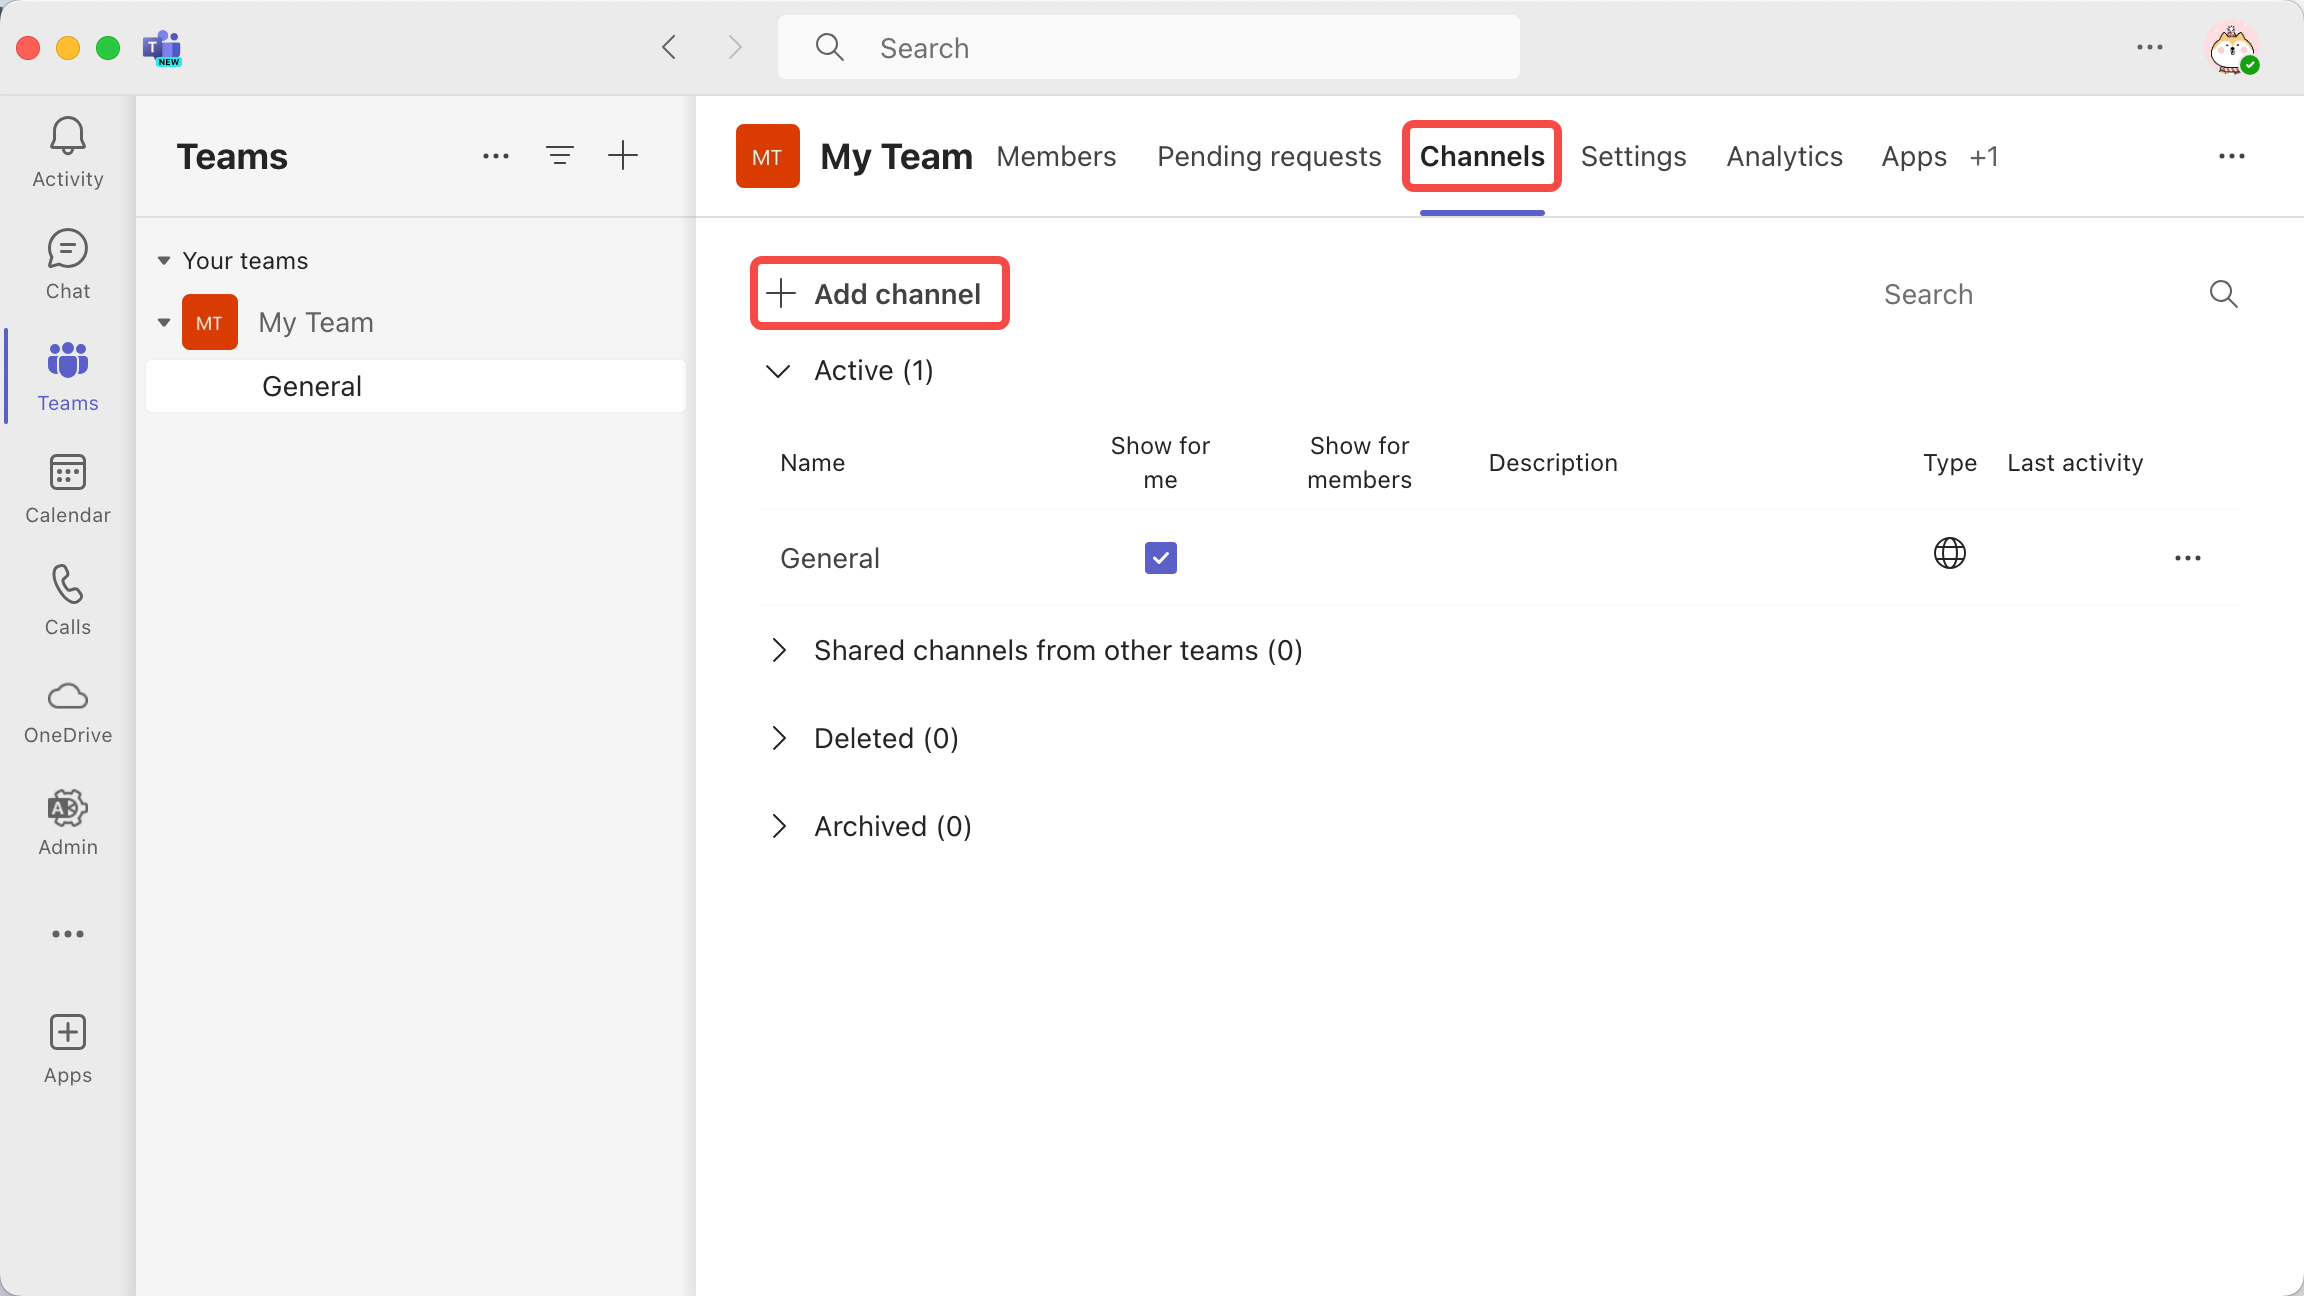 T
NEW
Search
Activity
Chat
Teams
Calendar
Calls
OneDrive
Admin
Apps
Teams
Your teams
MT
My Team
General
MT
My Team
Members
Pending requests
Channels
Settings
Analytics
Apps
+1
Add channel
Search
Active (1)
Name
Show for
me
Show for
members
Description
Type
Last activity
General
Shared channels from other teams (0)
Deleted (0)
Archived (0)